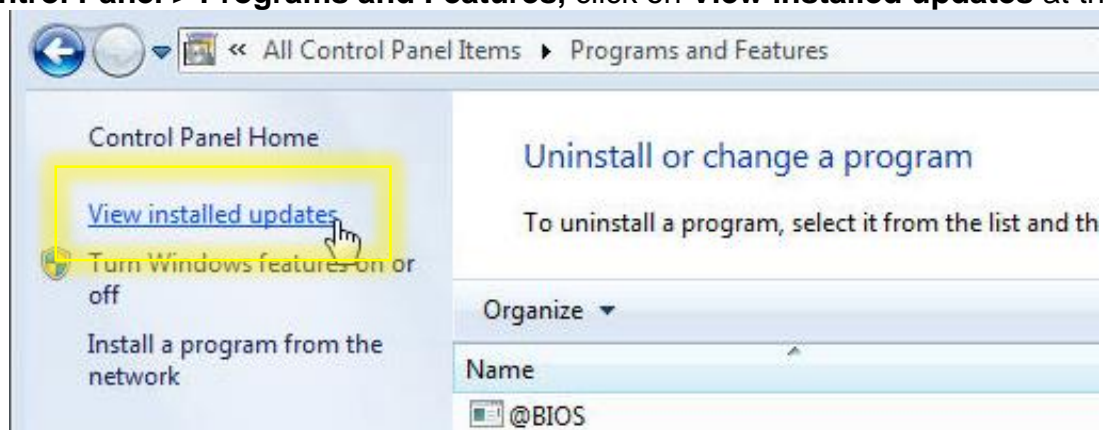 ntrol Panel > Programs and Features, click on View installed updates at th
« All Control Panel Items ▸ Programs and Features
Control Panel Home
View installed updates
Turn Windows features on or
off
Install a program from the
network
Uninstall or change a program
To uninstall a program, select it from the list and th
Organize
Name
@BIOS